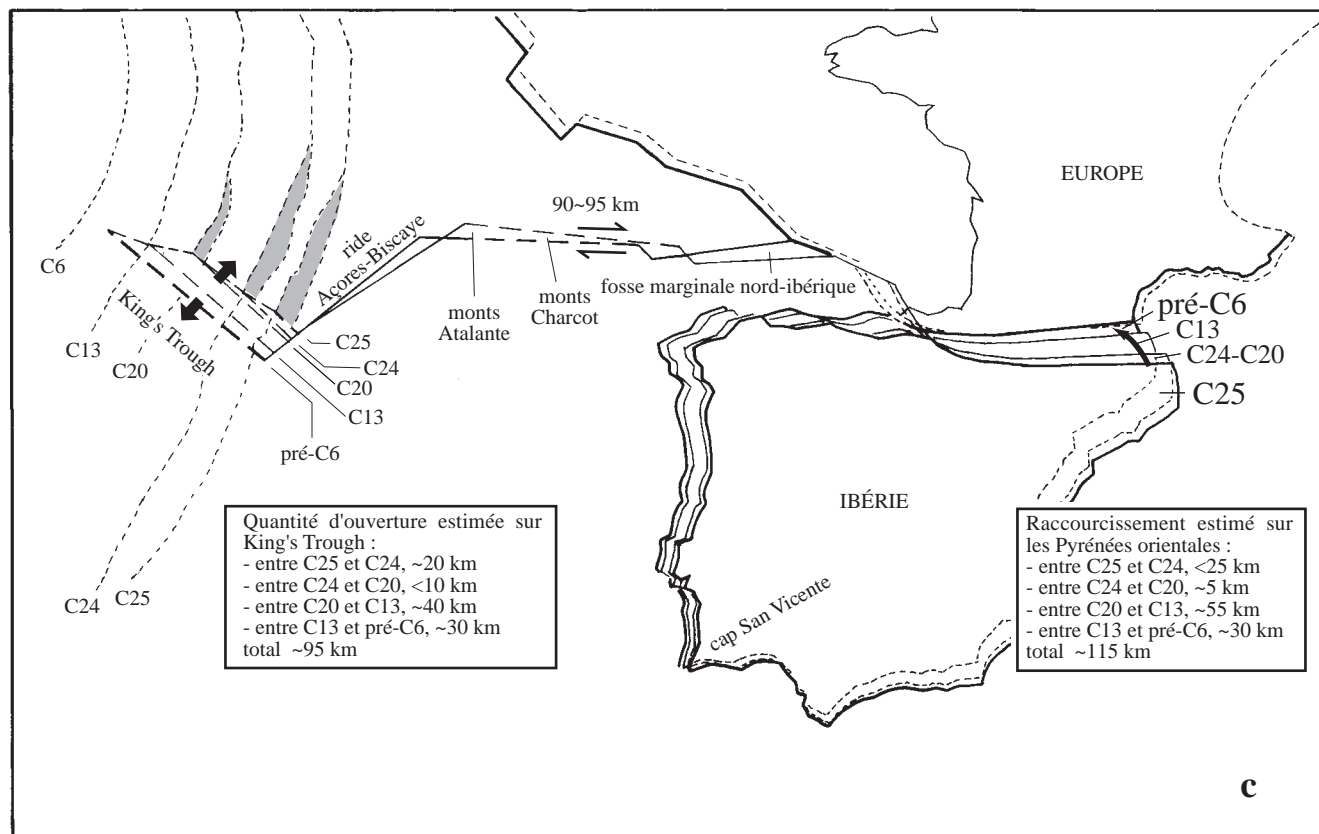 EUROPE
90~95 km
ride
Açores-Biscaye
C6
King's Trough
fosse marginale nord-ibérique
monts
Charcot
monts
Atalante
pré-C6
C13
C24-C20
C25
C13
C20
C25
C24
C20
C13
pré-C6
IBÉRIE
Quantité d'ouverture estimée sur
King's Trough :
- entre C25 et C24, ~20 km
- entre C24 et C20, <10 km
- entre C20 et C13, ~40 km
- entre C13 et pré-C6, ~30 km
total ~95 km
Raccourcissement estimé sur
les Pyrénées orientales :
- entre C25 et C24, <25 km
- entre C24 et C20, ~5 km
- entre C20 et C13, ~55 km
- entre C13 et pré-C6, ~30 km
total ~115 km
C24
C25
cap San Vicente
c